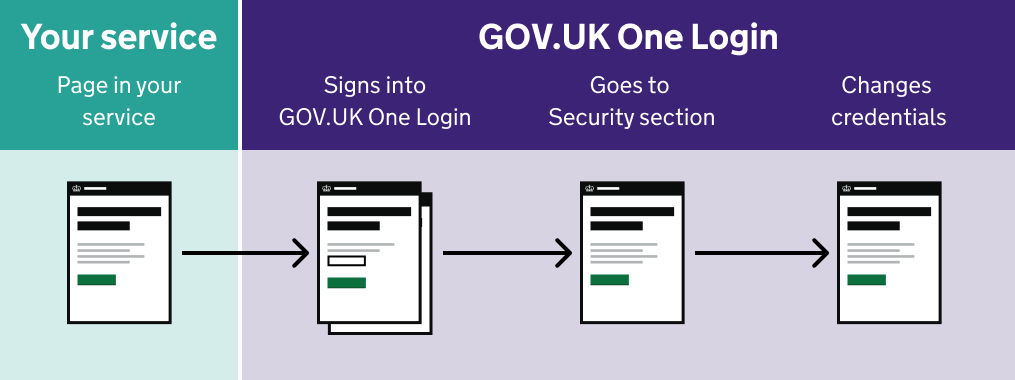 Your service
GOV.UK One Login
Page in your
service
Signs into
GOV.UK One Login
Goes to
Security section
Changes
credentials